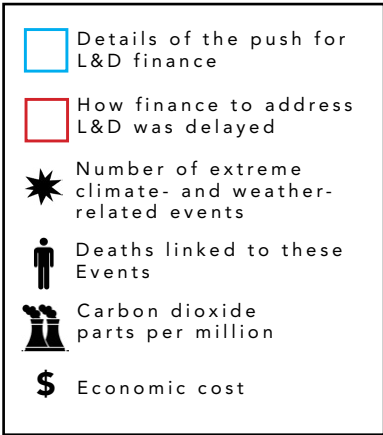 Details of the push for
L&D finance
How finance to address
L&D was delayed
Number of extreme
climate- and weather-
related events
Deaths linked to these
Events
Carbon dioxide
parts per million
$ Economic cost